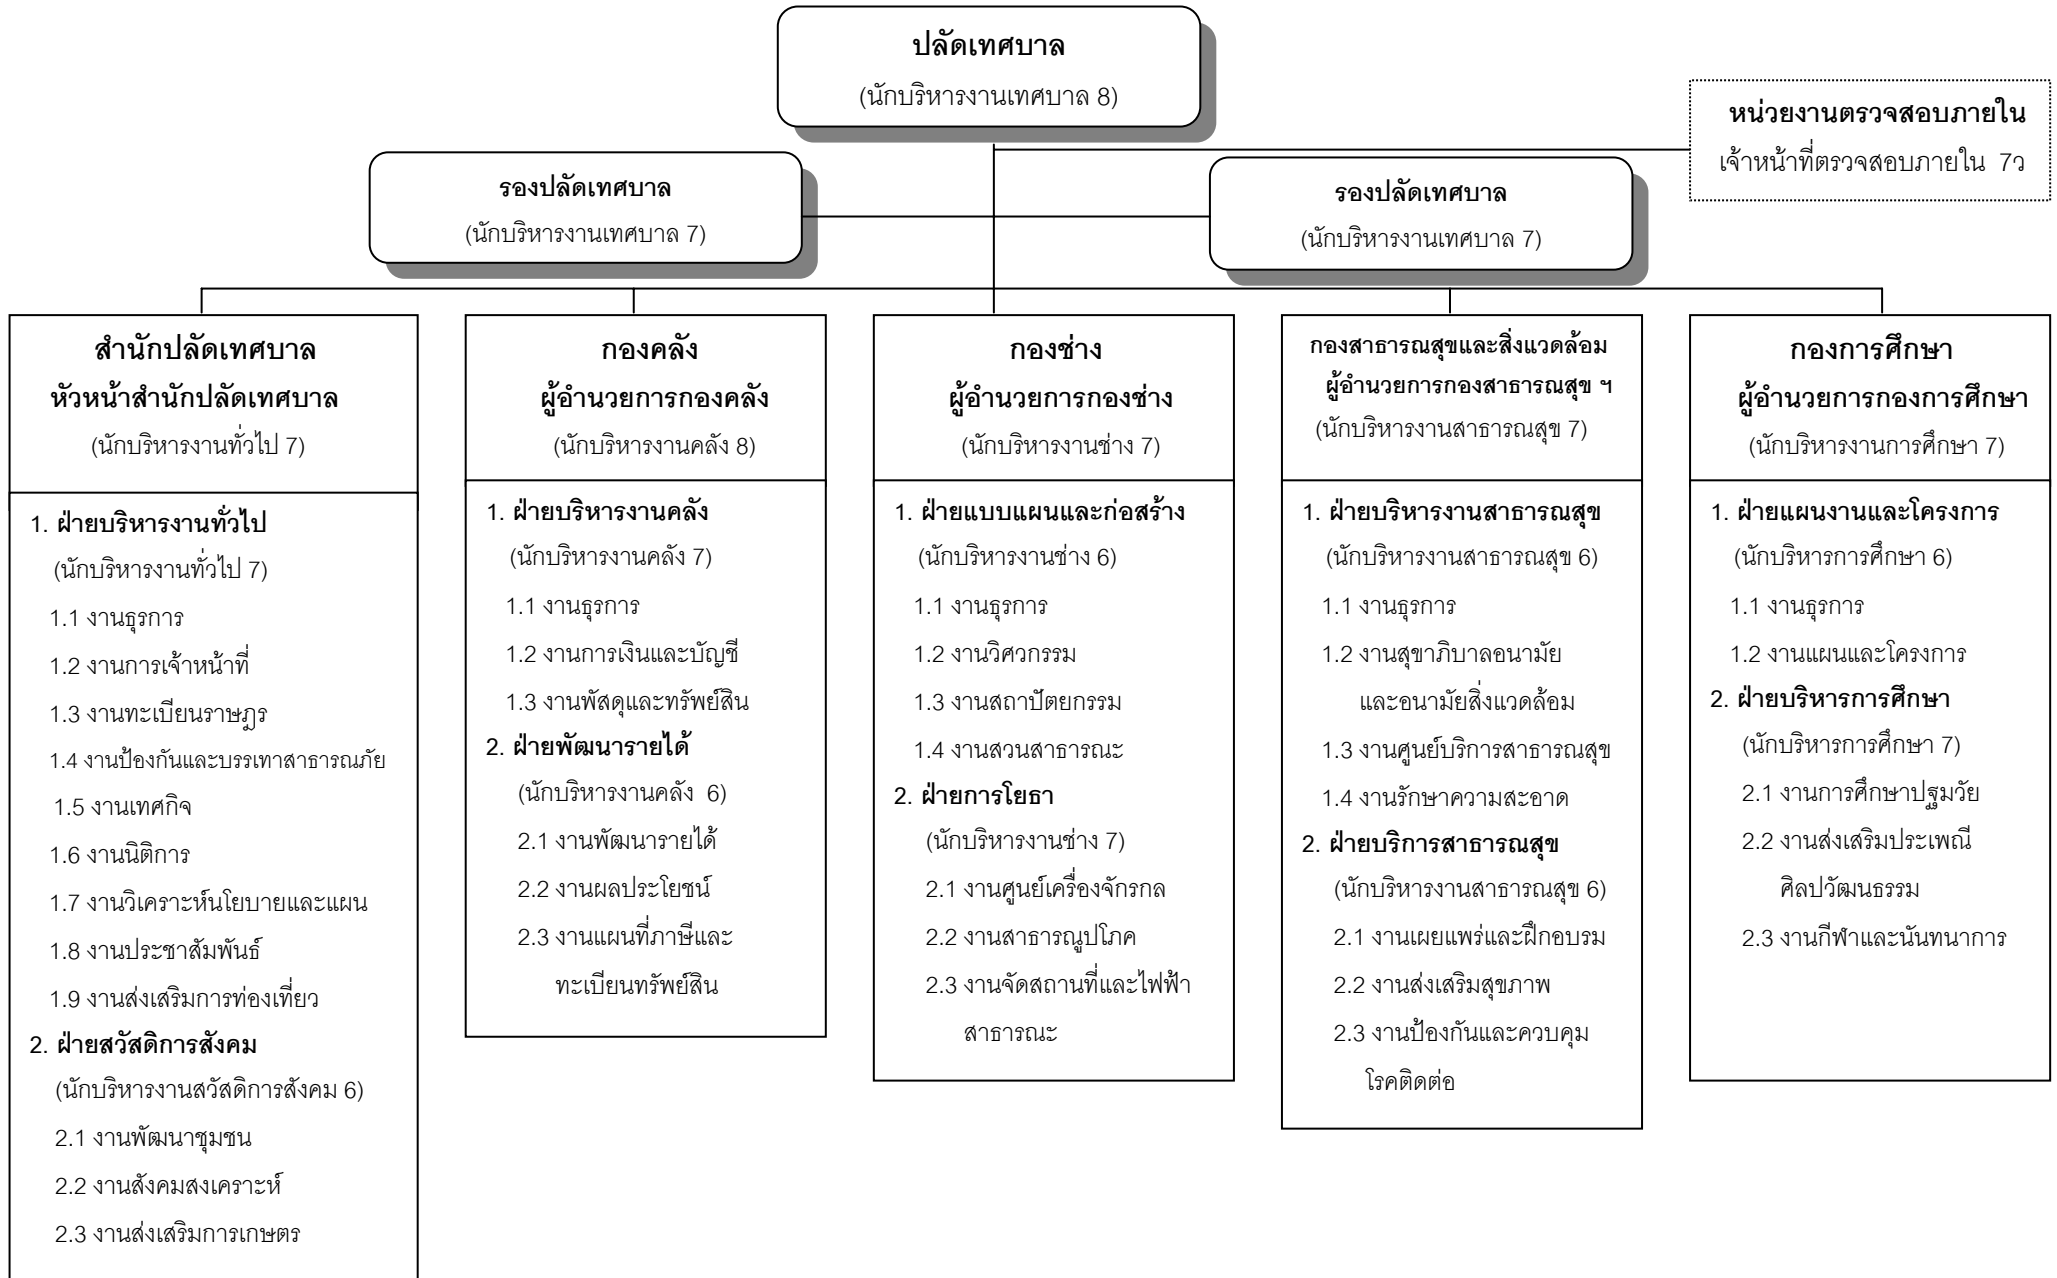 ปลัดเทศบาล
(นักบริหารงานเทศบาล 8)
หน่วยงานตรวจสอบภายใน
เจ้าหน้าที่ตรวจสอบภายใน 7ว
รองปลัดเทศบาล
(นักบริหารงานเทศบาล 7)
รองปลัดเทศบาล
(นักบริหารงานเทศบาล 7)
สำนักปลัดเทศบาล
หัวหน้าสำนักปลัดเทศบาล
(นักบริหารงานทั่วไป 7)
1. ฝ่ายบริหารงานทั่วไป
(นักบริหารงานทั่วไป 7)
1.1 งานธุรการ
1.2 งานการเจ้าหน้าที่
1.3 งานทะเบียนราษฎร
1.4 งานป้องกันและบรรเทาสาธารณภัย
1.5 งานเทศกิจ
1.6 งานนิติการ
1.7 งานวิเคราะห์นโยบายและแผน
1.8 งานประชาสัมพันธ์
1.9 งานส่งเสริมการท่องเที่ยว
2. ฝ่ายสวัสดิการสังคม
(นักบริหารงานสวัสดิการสังคม 6)
2.1 งานพัฒนาชุมชน
2.2 งานสังคมสงเคราะห์
2.3 งานส่งเสริมการเกษตร
กองคลัง
ผู้อำนวยการกองคลัง
(นักบริหารงานคลัง 8)
1. ฝ่ายบริหารงานคลัง
(นักบริหารงานคลัง 7)
1.1 งานธุรการ
1.2 งานการเงินและบัญชี
1.3 งานพัสดุและทรัพย์สิน
2. ฝ่ายพัฒนารายได้
(นักบริหารงานคลัง 6)
2.1 งานพัฒนารายได้
2.2 งานผลประโยชน์
2.3 งานแผนที่ภาษีและ
ทะเบียนทรัพย์สิน
กองช่าง
ผู้อำนวยการกองช่าง
(นักบริหารงานช่าง 7)
1. ฝ่ายแบบแผนและก่อสร้าง
(นักบริหารงานช่าง 6)
1.1 งานธุรการ
1.2 งานวิศวกรรม
1.3 งานสถาปัตยกรรม
1.4 งานสวนสาธารณะ
2. ฝ่ายการโยธา
(นักบริหารงานช่าง 7)
2.1 งานศูนย์เครื่องจักรกล
2.2 งานสาธารณูปโภค
2.3 งานจัดสถานที่และไฟฟ้า
สาธารณะ
กองสาธารณสุขและสิ่งแวดล้อม
ผู้อำนวยการกองสาธารณสุข ฯ
(นักบริหารงานสาธารณสุข 7)
1. ฝ่ายบริหารงานสาธารณสุข
(นักบริหารงานสาธารณสุข 6)
1.1 งานธุรการ
1.2 งานสุขาภิบาลอนามัย
และอนามัยสิ่งแวดล้อม
1.3 งานศูนย์บริการสาธารณสุข
1.4 งานรักษาความสะอาด
2. ฝ่ายบริการสาธารณสุข
(นักบริหารงานสาธารณสุข 6)
2.1 งานเผยแพร่และฝึกอบรม
2.2 งานส่งเสริมสุขภาพ
2.3 งานป้องกันและควบคุม
โรคติดต่อ
กองการศึกษา
ผู้อำนวยการกองการศึกษา
(นักบริหารงานการศึกษา 7)
1. ฝ่ายแผนงานและโครงการ
(นักบริหารการศึกษา 6)
1.1 งานธุรการ
1.2 งานแผนและโครงการ
2. ฝ่ายบริหารการศึกษา
(นักบริหารการศึกษา 7)
2.1 งานการศึกษาปฐมวัย
2.2 งานส่งเสริมประเพณี
ศิลปวัฒนธรรม
2.3 งานกีฬาและนันทนาการ